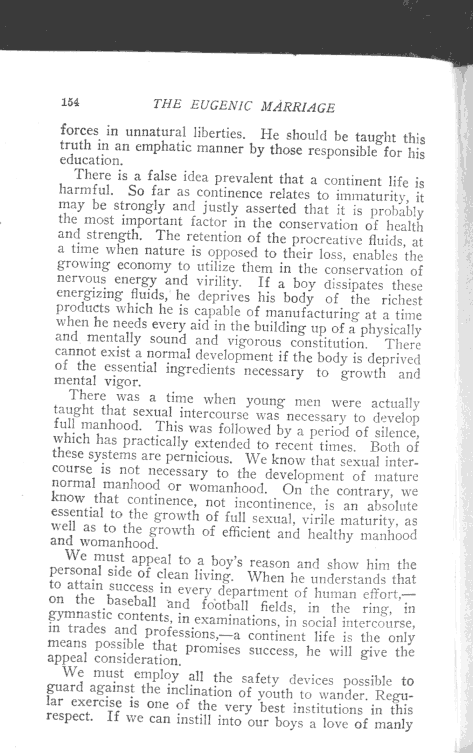 154 THE EUGENIC MARRIAGE
forces in unnatural liberties. He should be taught this
truth in an emphatic manner by those responsible for his
education.
There is a false idea prevalent that a continent life is
harmful. So far as continence relates to immaturity, it
may be strongly and justly asserted that it is probably
the most important factor in the conservation of health
and strength. The retention of the procreative fluids, at
a time when nature is opposed to their loss, enables the
growing economy to utilize them in the conservation of
nervous energy and virility. If a boy dissipates these
energizing fluids, he deprives his body of the richest
products which he is capable of manufacturing at a time
when he needs every aid in the building up of a physically
and mentally sound and vigorous constitution. There
cannot exist a normal development if the body is deprived
of the essential ingredients necessary to growth and
mental vigor.
There was a time when young men were actually
taught that sexual intercourse was necessary to develop
full manhood. This was followed by a period of silence,
which has practically extended to recent times. Both of
these systems are pernicious. We know that sexual inter-
course is not necessary to the development of mature
normal manhood or womanhood. On the contrary, we
know that continence, not incontinence, is an absolute
essential to the growth of full sexual, virile maturity, as
well as to the growth of efficient and healthy manhood
and womanhood.
We must appeal to a boy's reason and show him the
personal side of clean living. When he understands that
to attain success in every department of human effort,—
on the baseball and football fields, in the ring, in
gymnastic contents, in examinations, in social intercourse,
in trades and professions,—a continent life is the only
means possible that promises success, he will give the
appeal consideration.
We must employ all the safety devices possible to
guard against the inclination of youth to wander. Regu-
lar exercise is one of the very best institutions in this
respect. If we can instill into our boys a love of manly